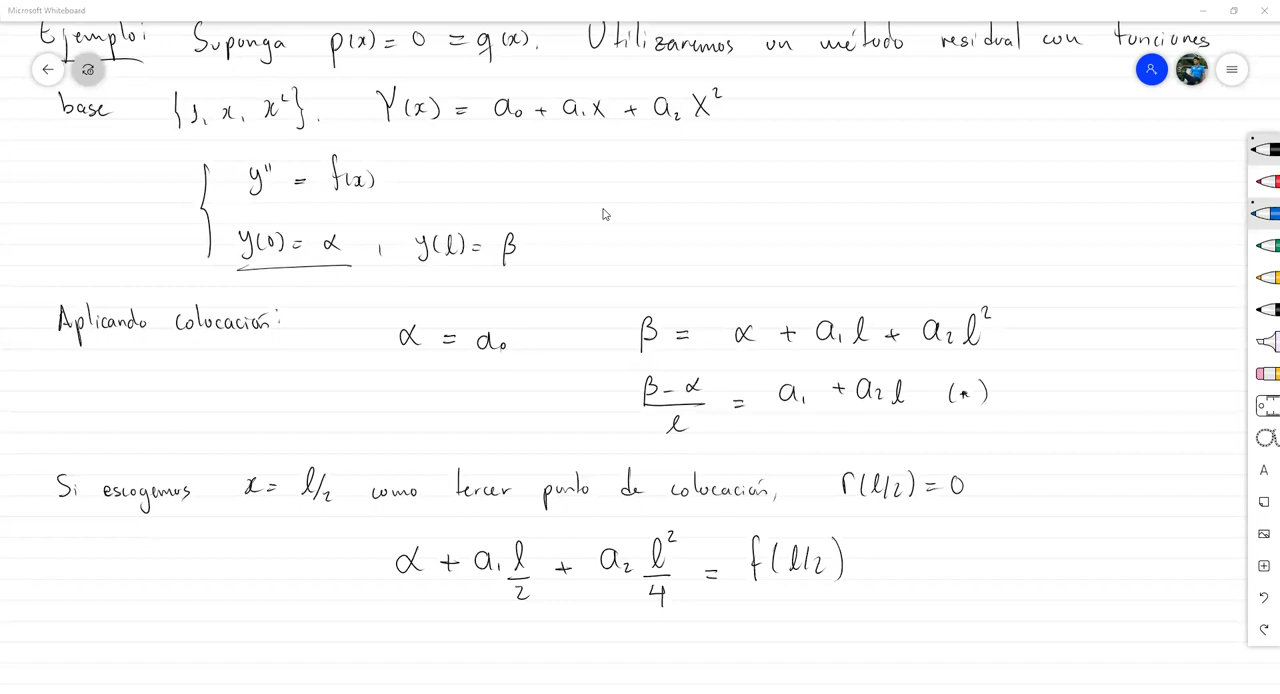 Microsoft Whiteboard
Ejemplo: Suponga p(x) = 0 = q(x). Utilizaremos un método residual con funciones
base {1, x, x²}. Y(x) = a₀ + a₁x + a₂x²
y'' = f(x)
y(0) = α , y(l) = β
Aplicando colocación: α = a₀ β = α + a₁l + a₂l²
(β - α)/l = a₁ + a₂l (*)
Si escogemos x = l/2 como tercer punto de colocación, r(l/2) = 0
α + a₁ l/2 + a₂ l²/4 = f(l/2)
A